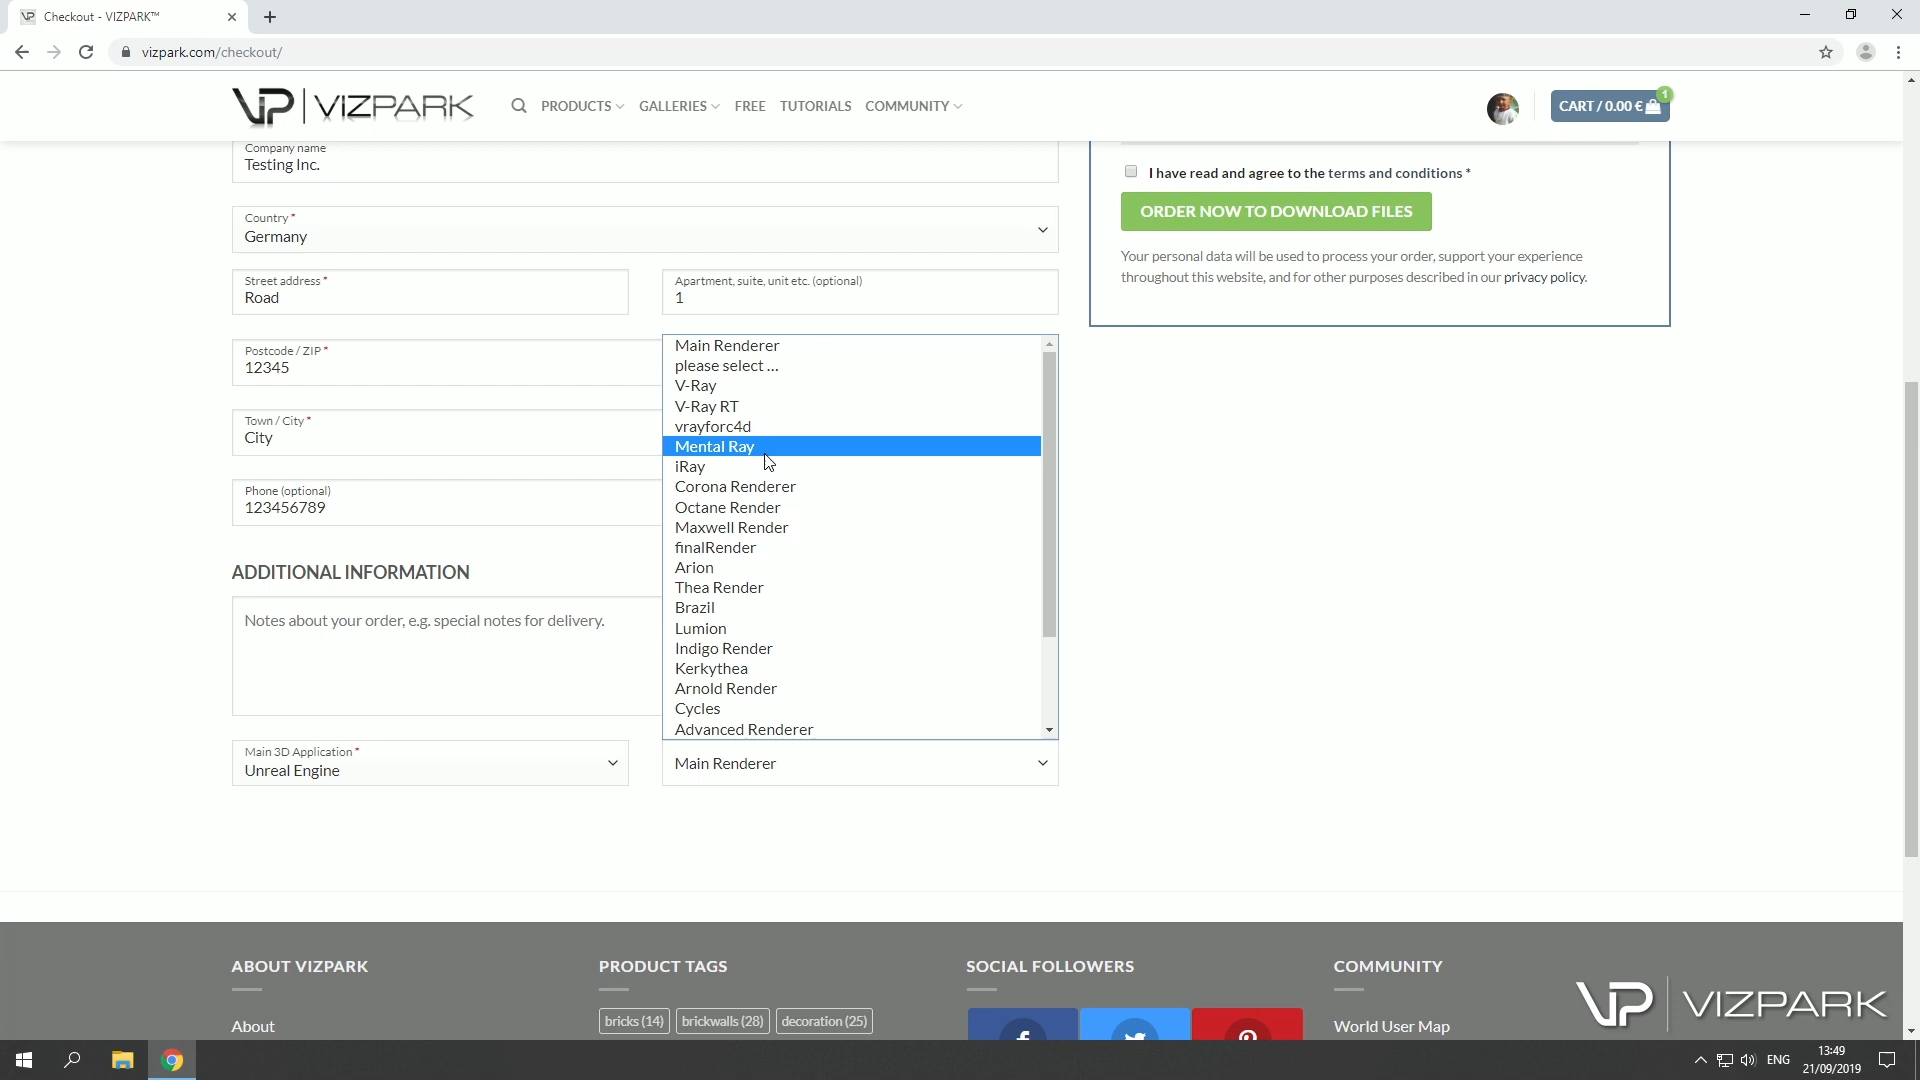 Checkout - VIZPARK™
vizpark.com/checkout/
VP | VIZPARK
PRODUCTS
GALLERIES
FREE
TUTORIALS
COMMUNITY
CART / 0.00 €
1
Company name
Testing Inc.
Country *
Germany
Street address *
Road
Apartment, suite, unit etc. (optional)
1
Postcode / ZIP *
12345
Town / City *
City
Phone (optional)
123456789
Main Renderer
please select ...
V-Ray
V-Ray RT
vrayforc4d
Mental Ray
iRay
Corona Renderer
Octane Render
Maxwell Render
finalRender
Arion
Thea Render
Brazil
Lumion
Indigo Render
Kerkythea
Arnold Render
Cycles
Advanced Renderer
ADDITIONAL INFORMATION
Notes about your order, e.g. special notes for delivery.
Main 3D Application *
Unreal Engine
Main Renderer
I have read and agree to the terms and conditions *
ORDER NOW TO DOWNLOAD FILES
Your personal data will be used to process your order, support your experience
throughout this website, and for other purposes described in our privacy policy.
ABOUT VIZPARK
About
PRODUCT TAGS
bricks (14)
brickwalls (28)
decoration (25)
SOCIAL FOLLOWERS
COMMUNITY
World User Map
VP | VIZPARK
ENG
13:49
21/09/2019